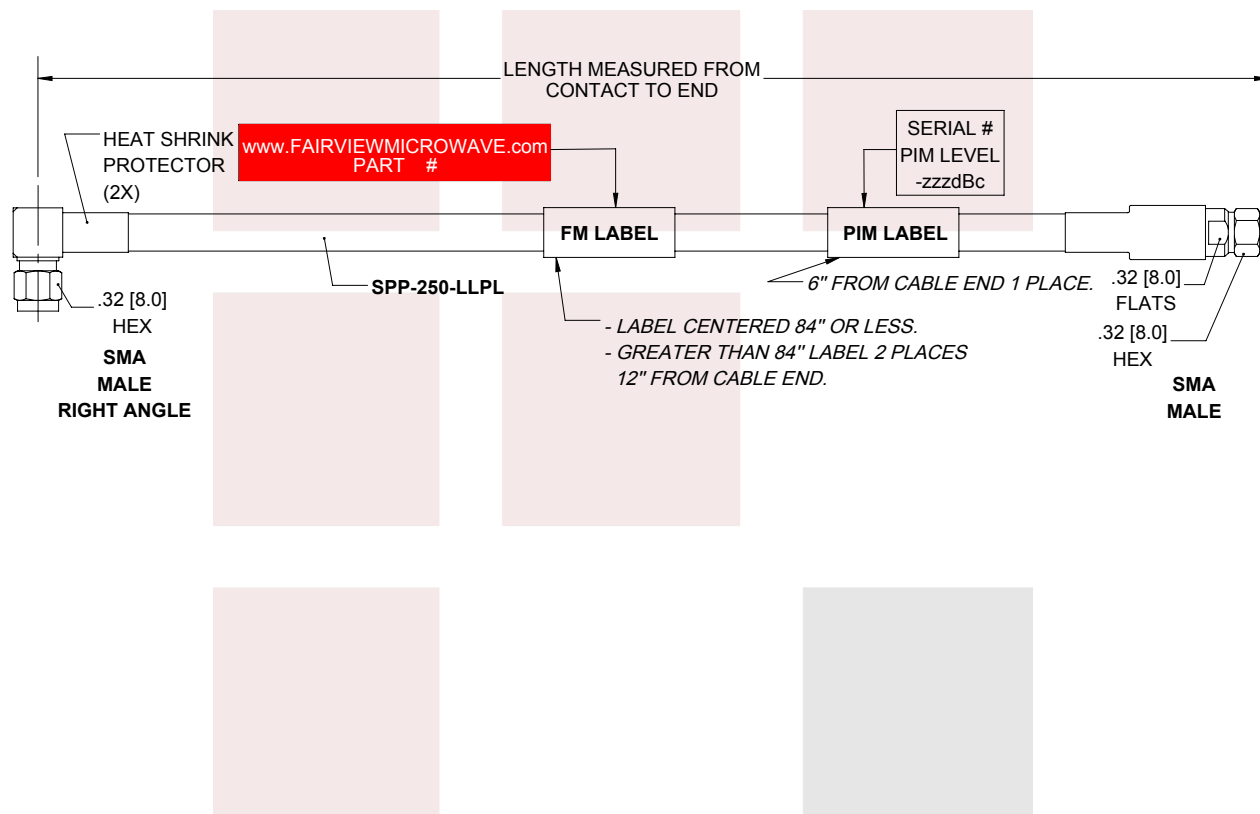 LENGTH MEASURED FROM
CONTACT TO END
HEAT SHRINK
PROTECTOR
(2X)
www.FAIRVIEWMICROWAVE.com
PART #
SERIAL #
PIM LEVEL
-zzzdBc
FM LABEL
PIM LABEL
SPP-250-LLPL
6" FROM CABLE END 1 PLACE.
.32 [8.0]
HEX
SMA
MALE
RIGHT ANGLE
- LABEL CENTERED 84" OR LESS.
- GREATER THAN 84" LABEL 2 PLACES
12" FROM CABLE END.
.32 [8.0]
FLATS
.32 [8.0]
HEX
SMA
MALE